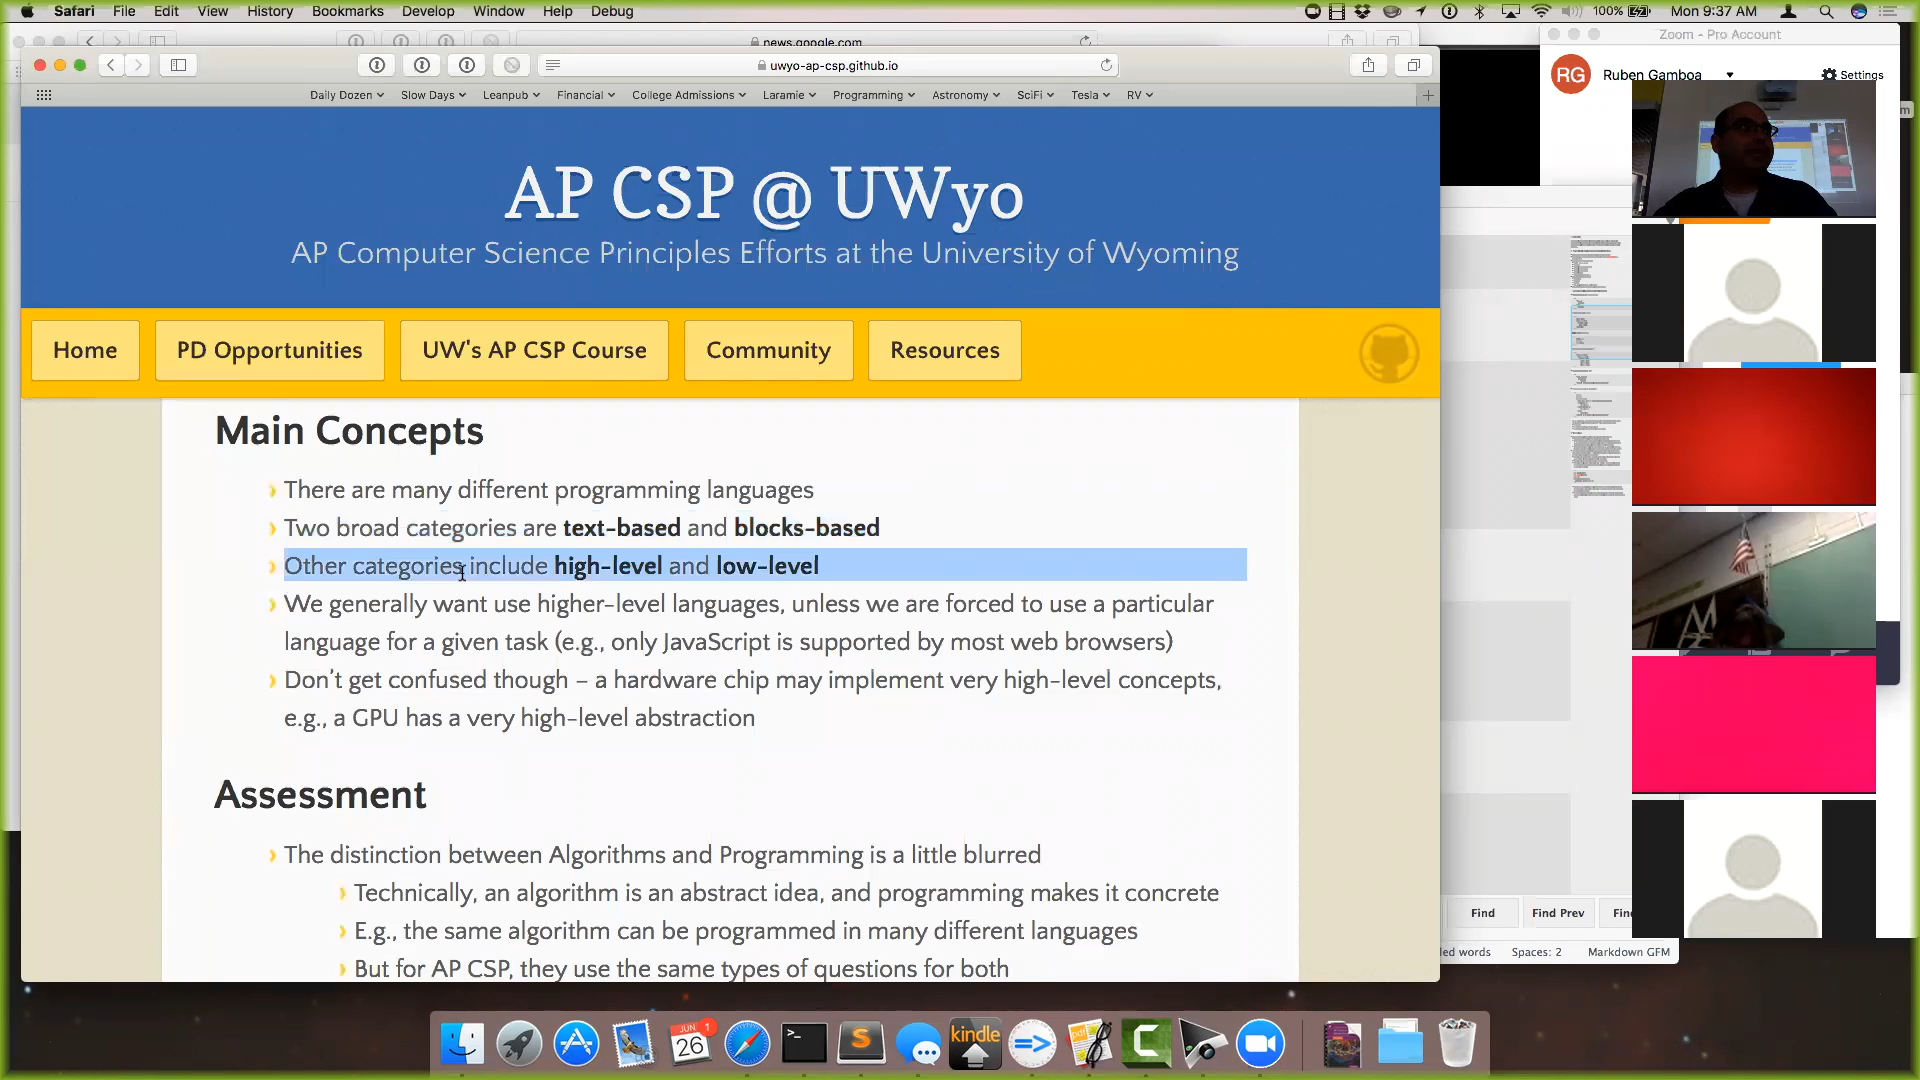 Safari File Edit View History Bookmarks Develop Window Help Debug 100% Mon 9:37 AM
news.google.com
Zoom - Pro Account
uwyo-ap-csp.github.io
RG Ruben Gamboa Settings
Daily Dozen Slow Days Leanpub Financial College Admissions Laramie Programming Astronomy SciFi Tesla RV
AP CSP @ UWyo
AP Computer Science Principles Efforts at the University of Wyoming
Home PD Opportunities UW's AP CSP Course Community Resources
Main Concepts
There are many different programming languages
Two broad categories are text-based and blocks-based
Other categories include high-level and low-level
We generally want use higher-level languages, unless we are forced to use a particular
language for a given task (e.g., only JavaScript is supported by most web browsers)
Don't get confused though – a hardware chip may implement very high-level concepts,
e.g., a GPU has a very high-level abstraction
Assessment
The distinction between Algorithms and Programming is a little blurred
Technically, an algorithm is an abstract idea, and programming makes it concrete
E.g., the same algorithm can be programmed in many different languages
But for AP CSP, they use the same types of questions for both
Find Find Prev
words Spaces: 2 Markdown GFM
JUN 1
26
kindle